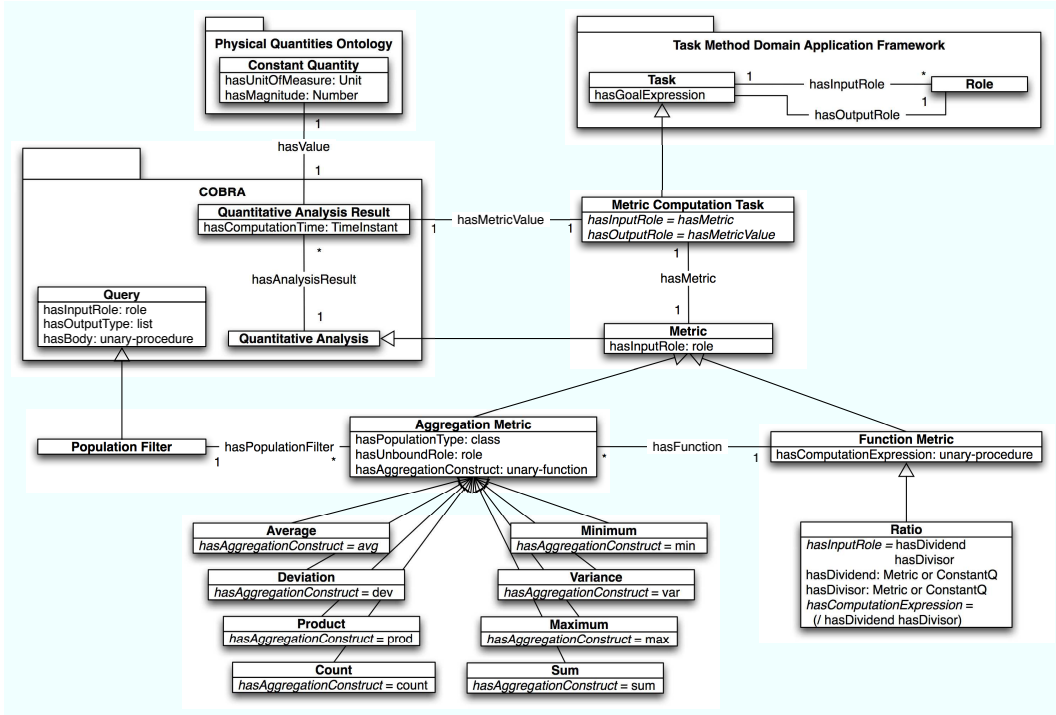 Physical Quantities Ontology
Constant Quantity
hasUnitOfMeasure: Unit
hasMagnitude: Number
1
hasValue
1
Task Method Domain Application Framework
Task
hasGoalExpression
1
hasInputRole
*
Role
1
hasOutputRole
COBRA
Quantitative Analysis Result
hasComputationTime: TimeInstant
1
hasMetricValue
1
Metric Computation Task
hasInputRole = hasMetric
hasOutputRole = hasMetricValue
*
hasAnalysisResult
1
Quantitative Analysis
Query
hasInputRole: role
hasOutputType: list
hasBody: unary-procedure
1
hasMetric
1
Metric
hasInputRole: role
Population Filter
1
hasPopulationFilter
*
Aggregation Metric
hasPopulationType: class
hasUnboundRole: role
hasAggregationConstruct: unary-function
*
hasFunction
1
Function Metric
hasComputationExpression: unary-procedure
Average
hasAggregationConstruct = avg
Minimum
hasAggregationConstruct = min
Deviation
hasAggregationConstruct = dev
Variance
hasAggregationConstruct = var
Product
hasAggregationConstruct = prod
Maximum
hasAggregationConstruct = max
Count
hasAggregationConstruct = count
Sum
hasAggregationConstruct = sum
Ratio
hasInputRole = hasDividend
hasDivisor
hasDividend: Metric or ConstantQ
hasDivisor: Metric or ConstantQ
hasComputationExpression =
(/ hasDividend hasDivisor)